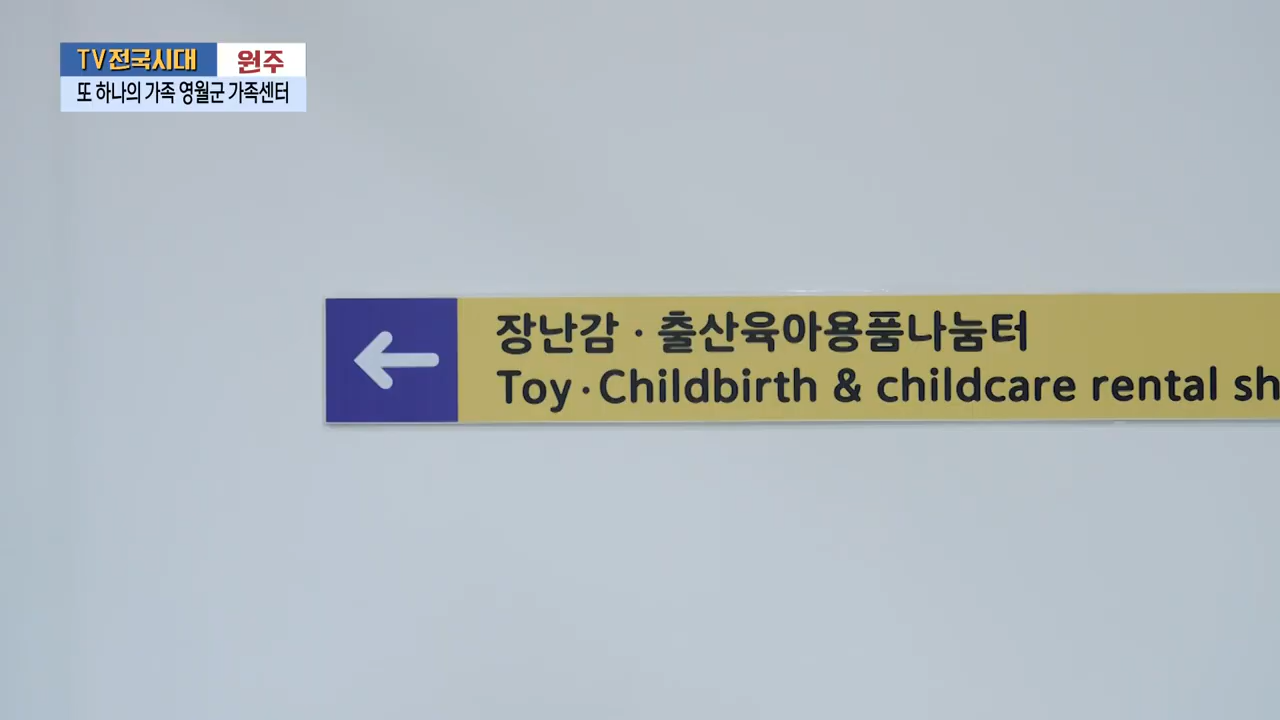 TV전국시대 원주
또 하나의 가족 영월군 가족센터
장난감 · 출산육아용품나눔터
Toy · Childbirth & childcare rental sh